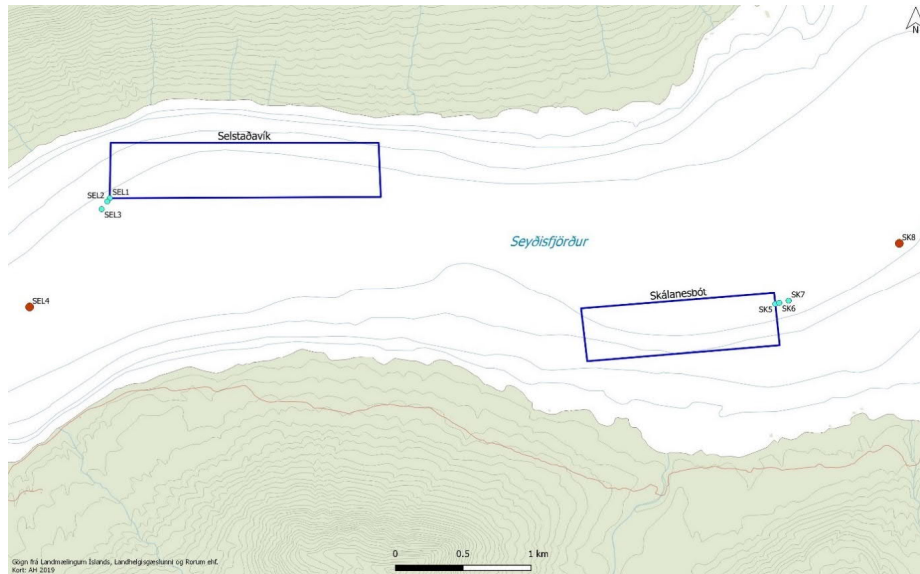 N
Selstaðavík
SEL2 SEL1
SEL3
Seyðisfjörður
SK8
SEL4
Skálanesbót
SK7
SK5 SK6
0 0.5 1 km
Gögn frá Landmælingum Íslands, Landhelgisgæslunni og Rorum ehf.
Kort: AH 2019